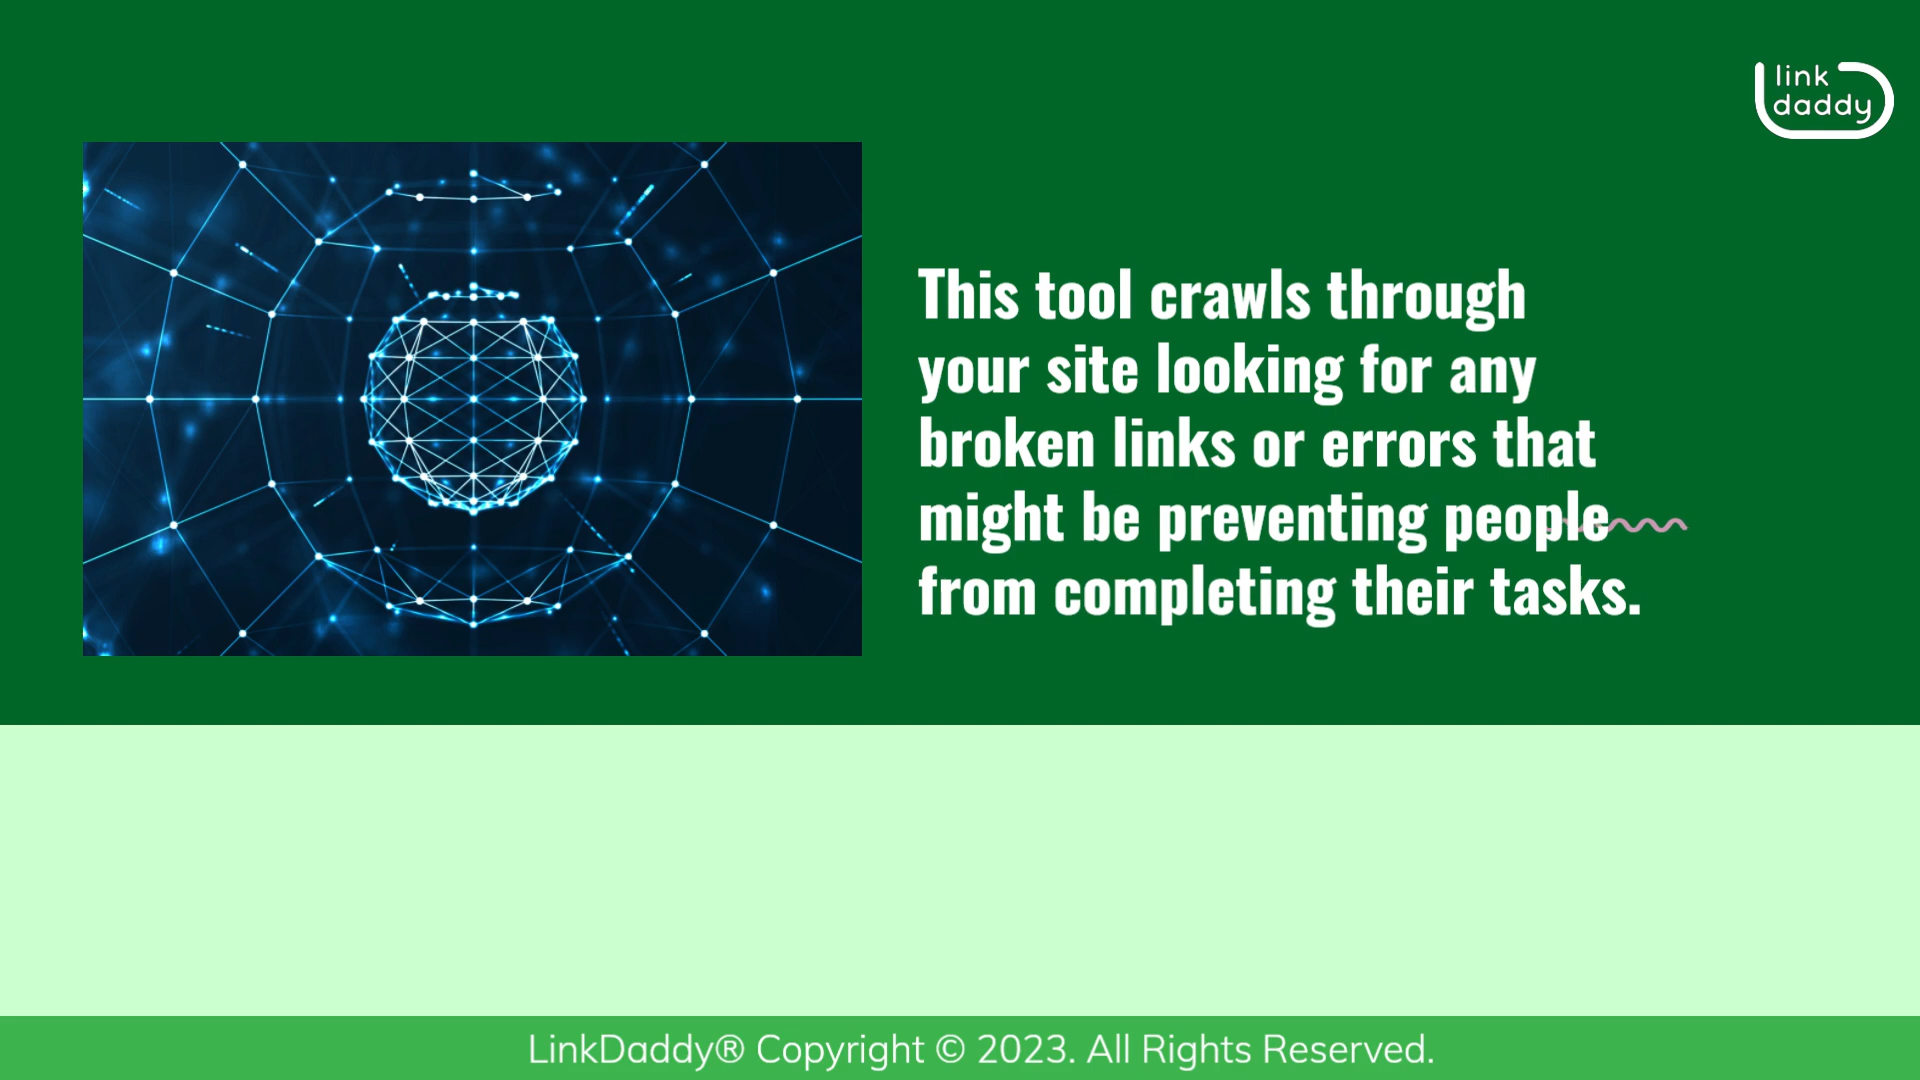 link
daddy
This tool crawls through
your site looking for any
broken links or errors that
might be preventing people
from completing their tasks.
LinkDaddy® Copyright © 2023. All Rights Reserved.